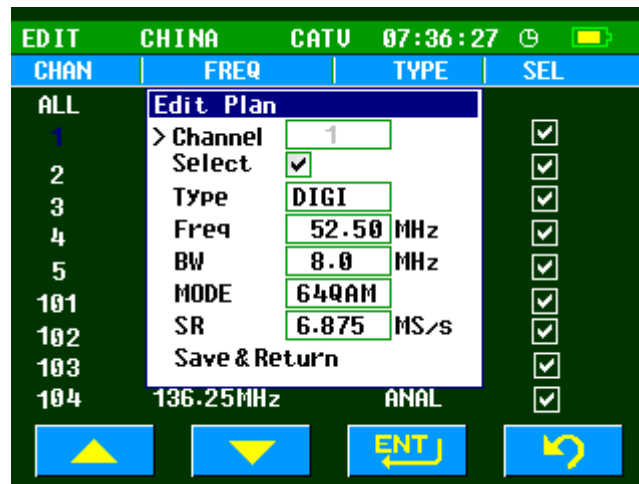 EDIT CHINA CATV 07:36:27
CHAN FREQ TYPE SEL
ALL
Edit Plan
1
> Channel 1
Select
2
Type DIGI
3
Freq 52.50 MHz
4
BW 8.0 MHz
5
MODE 64QAM
101
SR 6.875 MS/s
102
Save&Return
103
104 136.25MHz ANAL
ENT